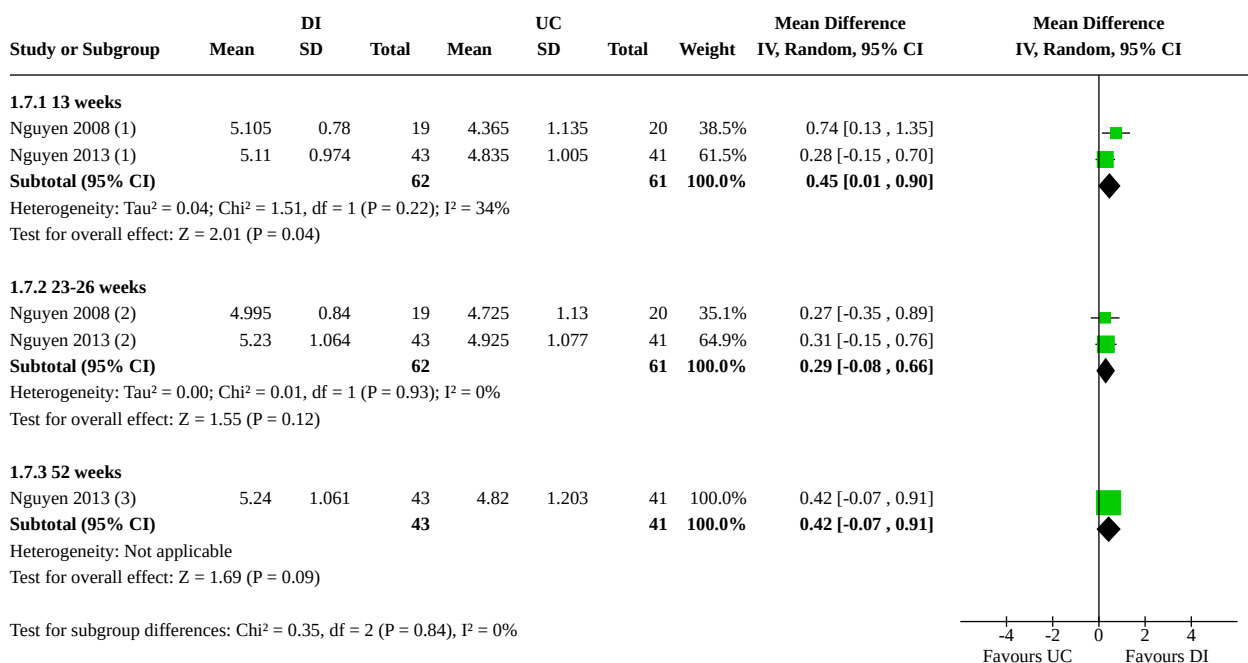 DI UC Mean Difference Mean Difference
Study or Subgroup Mean SD Total Mean SD Total Weight IV, Random, 95% CI IV, Random, 95% CI
1.7.1 13 weeks
Nguyen 2008 (1) 5.105 0.78 19 4.365 1.135 20 38.5% 0.74 [0.13 , 1.35]
Nguyen 2013 (1) 5.11 0.974 43 4.835 1.005 41 61.5% 0.28 [-0.15 , 0.70]
Subtotal (95% CI) 62 61 100.0% 0.45 [0.01 , 0.90]
Heterogeneity: Tau² = 0.04; Chi² = 1.51, df = 1 (P = 0.22); I² = 34%
Test for overall effect: Z = 2.01 (P = 0.04)
1.7.2 23-26 weeks
Nguyen 2008 (2) 4.995 0.84 19 4.725 1.13 20 35.1% 0.27 [-0.35 , 0.89]
Nguyen 2013 (2) 5.23 1.064 43 4.925 1.077 41 64.9% 0.31 [-0.15 , 0.76]
Subtotal (95% CI) 62 61 100.0% 0.29 [-0.08 , 0.66]
Heterogeneity: Tau² = 0.00; Chi² = 0.01, df = 1 (P = 0.93); I² = 0%
Test for overall effect: Z = 1.55 (P = 0.12)
1.7.3 52 weeks
Nguyen 2013 (3) 5.24 1.061 43 4.82 1.203 41 100.0% 0.42 [-0.07 , 0.91]
Subtotal (95% CI) 43 41 100.0% 0.42 [-0.07 , 0.91]
Heterogeneity: Not applicable
Test for overall effect: Z = 1.69 (P = 0.09)
Test for subgroup differences: Chi² = 0.35, df = 2 (P = 0.84), I² = 0%
-4 -2 0 2 4
Favours UC Favours DI